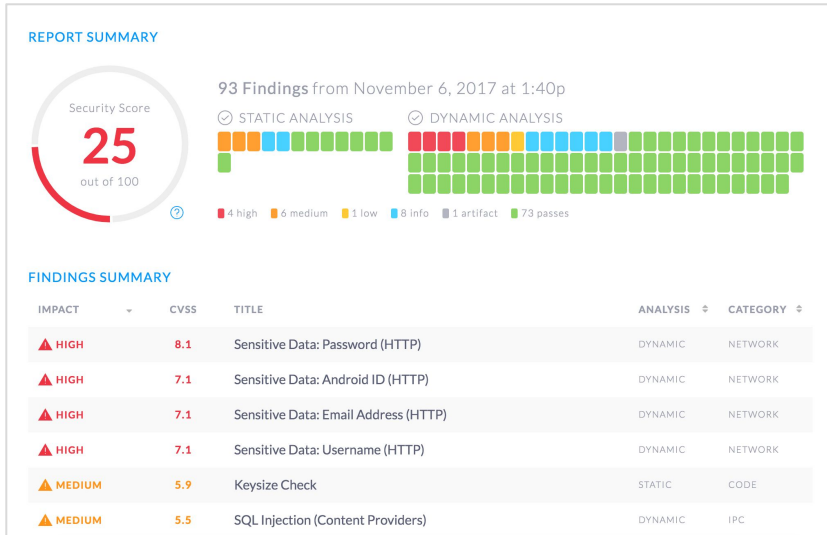 REPORT SUMMARY
Security Score
25
out of 100
?
93 Findings from November 6, 2017 at 1:40p
STATIC ANALYSIS
DYNAMIC ANALYSIS
4 high 6 medium 1 low 8 info 1 artifact 73 passes
FINDINGS SUMMARY
IMPACT CVSS TITLE ANALYSIS CATEGORY
HIGH 8.1 Sensitive Data: Password (HTTP) DYNAMIC NETWORK
HIGH 7.1 Sensitive Data: Android ID (HTTP) DYNAMIC NETWORK
HIGH 7.1 Sensitive Data: Email Address (HTTP) DYNAMIC NETWORK
HIGH 7.1 Sensitive Data: Username (HTTP) DYNAMIC NETWORK
MEDIUM 5.9 Keysize Check STATIC CODE
MEDIUM 5.5 SQL Injection (Content Providers) DYNAMIC IPC